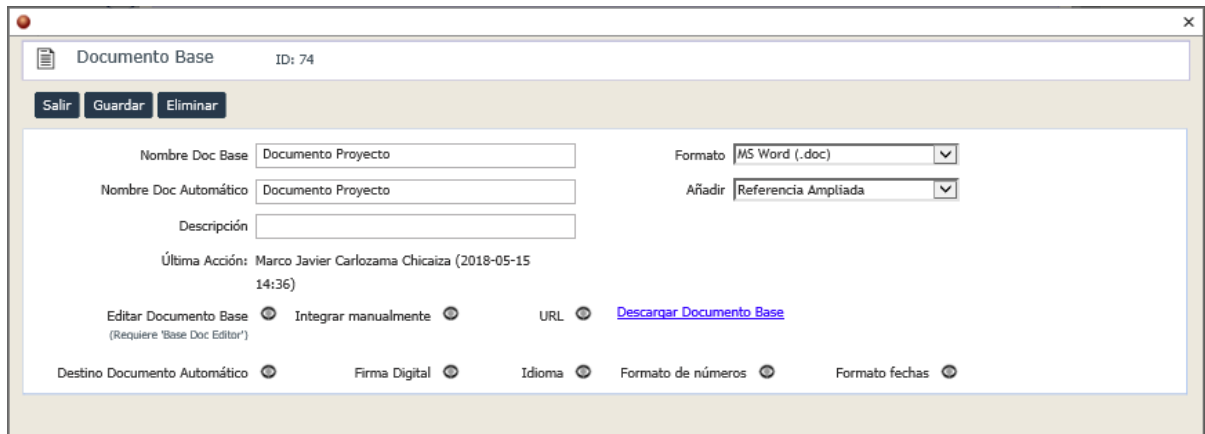 Documento Base ID: 74
Salir Guardar Eliminar
Nombre Doc Base Documento Proyecto Formato MS Word (.doc)
Nombre Doc Automático Documento Proyecto Añadir Referencia Ampliada
Descripción
Última Acción: Marco Javier Carlozama Chicaiza (2018-05-15
14:36)
Editar Documento Base Integrar manualmente URL Descargar Documento Base
(Requiere 'Base Doc Editor')
Destino Documento Automático Firma Digital Idioma Formato de números Formato fechas